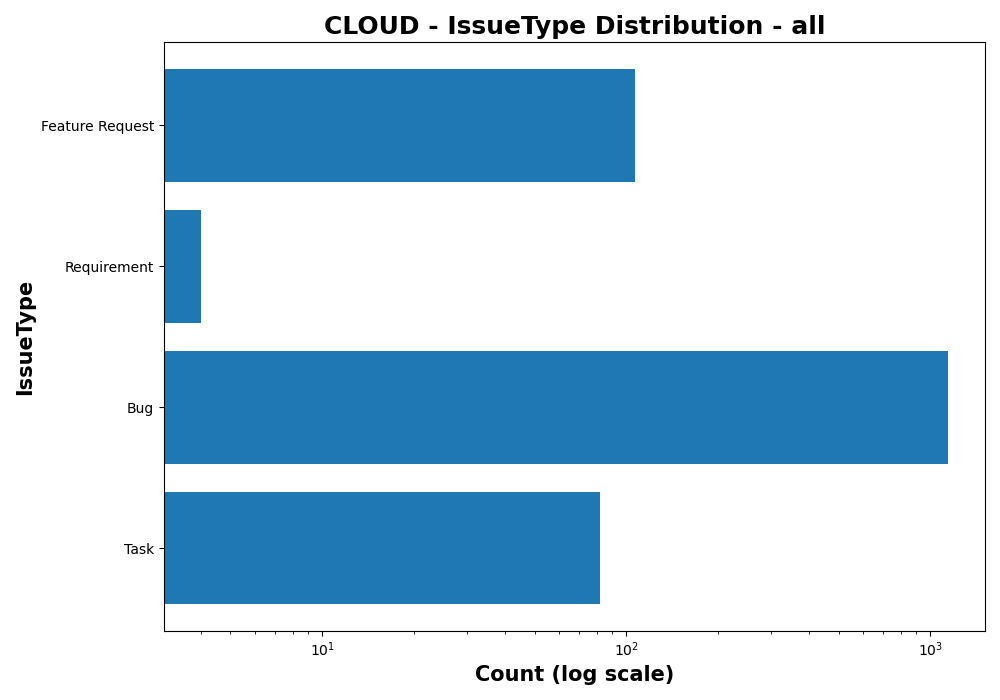 CLOUD - IssueType Distribution - all
IssueType
Feature Request
Requirement
Bug
Task
10¹ 10² 10³
Count (log scale)